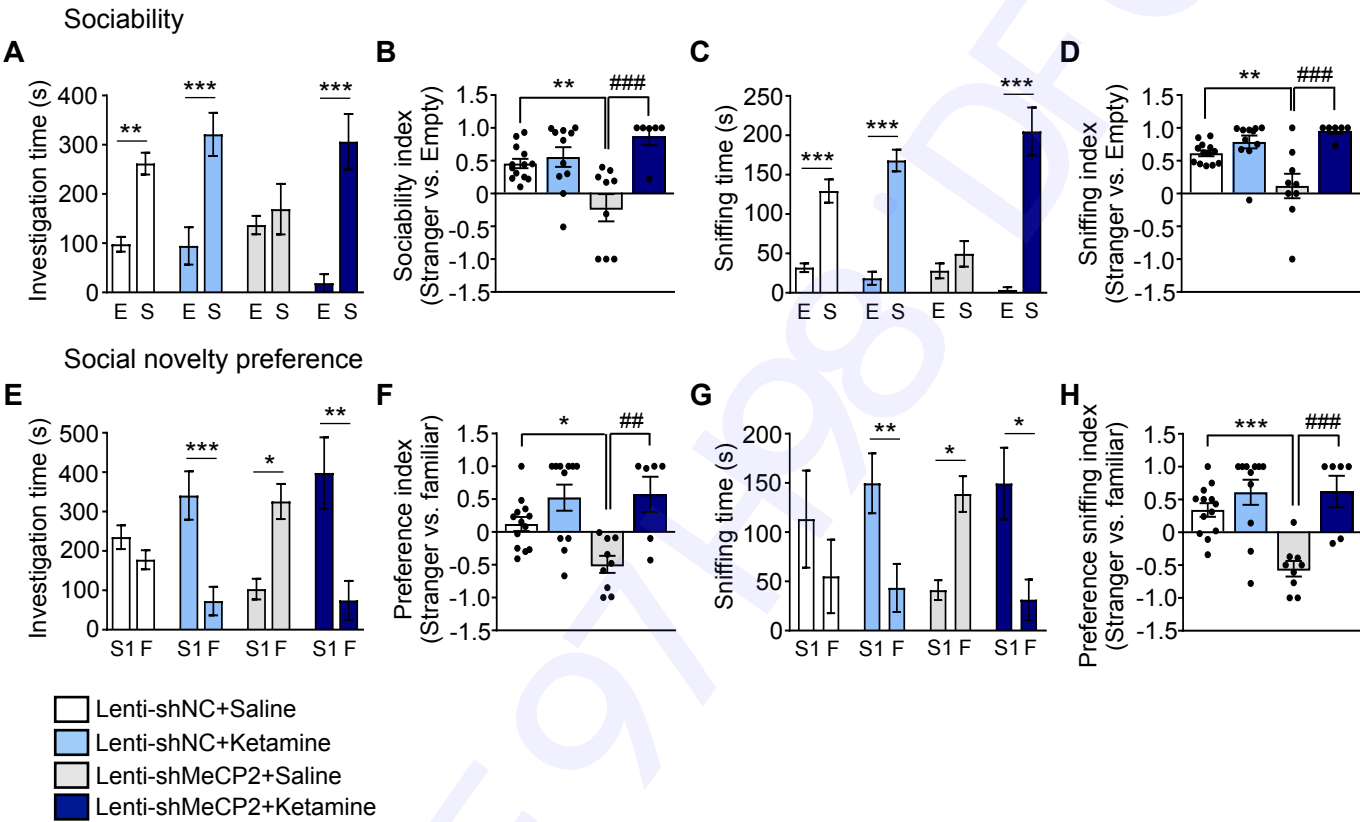 Sociability
A
Investigation time (s)
400
300
200
100
0
**
***
***
E S E S E S E S
B
Sociability index
(Stranger vs. Empty)
1.5
1.0
0.5
0
-0.5
-1.0
-1.5
** ###
C
Sniffing time (s)
250
200
150
100
50
0
***
***
***
E S E S E S E S
D
Sniffing index
(Stranger vs. Empty)
1.5
1.0
0.5
0
-0.5
-1.0
-1.5
** ###
Social novelty preference
E
Investigation time (s)
500
400
300
200
100
0
***
*
**
S1 F S1 F S1 F S1 F
F
Preference index
(Stranger vs. familiar)
1.5
1.0
0.5
0
-0.5
-1.0
-1.5
* ##
G
Sniffing time (s)
200
150
100
50
0
**
*
*
S1 F S1 F S1 F S1 F
H
Preference sniffing index
(Stranger vs. familiar)
1.5
1.0
0.5
0
-0.5
-1.0
-1.5
*** ###
Lenti-shNC+Saline
Lenti-shNC+Ketamine
Lenti-shMeCP2+Saline
Lenti-shMeCP2+Ketamine